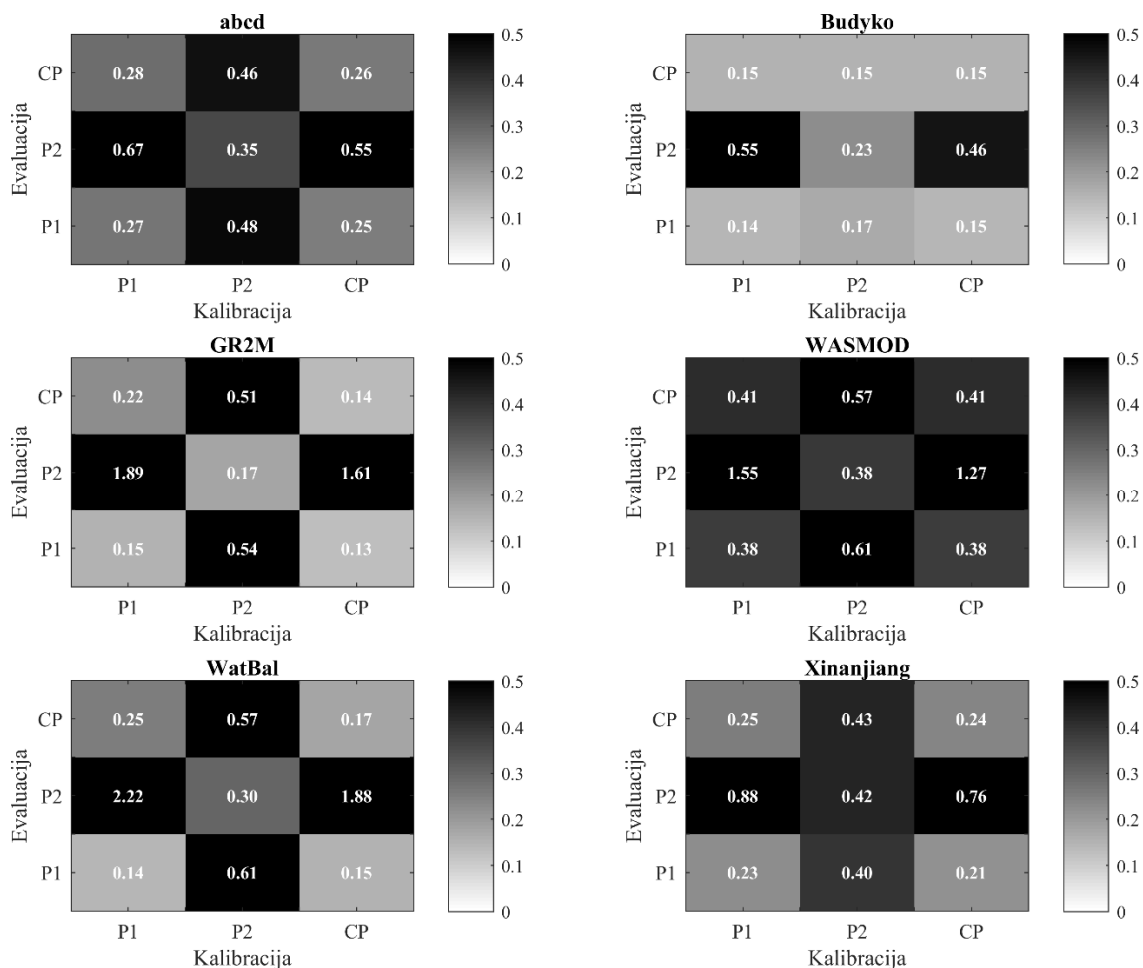 abcd
0.5
0.4
0.3
0.2
0.1
0
Evaluacija
CP
P2
P1
0.28 0.46 0.26
0.67 0.35 0.55
0.27 0.48 0.25
P1 P2 CP
Kalibracija
Budyko
0.5
0.4
0.3
0.2
0.1
0
Evaluacija
CP
P2
P1
0.15 0.15 0.15
0.55 0.23 0.46
0.14 0.17 0.15
P1 P2 CP
Kalibracija
GR2M
0.5
0.4
0.3
0.2
0.1
0
Evaluacija
CP
P2
P1
0.22 0.51 0.14
1.89 0.17 1.61
0.15 0.54 0.13
P1 P2 CP
Kalibracija
WASMOD
0.5
0.4
0.3
0.2
0.1
0
Evaluacija
CP
P2
P1
0.41 0.57 0.41
1.55 0.38 1.27
0.38 0.61 0.38
P1 P2 CP
Kalibracija
WatBal
0.5
0.4
0.3
0.2
0.1
0
Evaluacija
CP
P2
P1
0.25 0.57 0.17
2.22 0.30 1.88
0.14 0.61 0.15
P1 P2 CP
Kalibracija
Xinanjiang
0.5
0.4
0.3
0.2
0.1
0
Evaluacija
CP
P2
P1
0.25 0.43 0.24
0.88 0.42 0.76
0.23 0.40 0.21
P1 P2 CP
Kalibracija